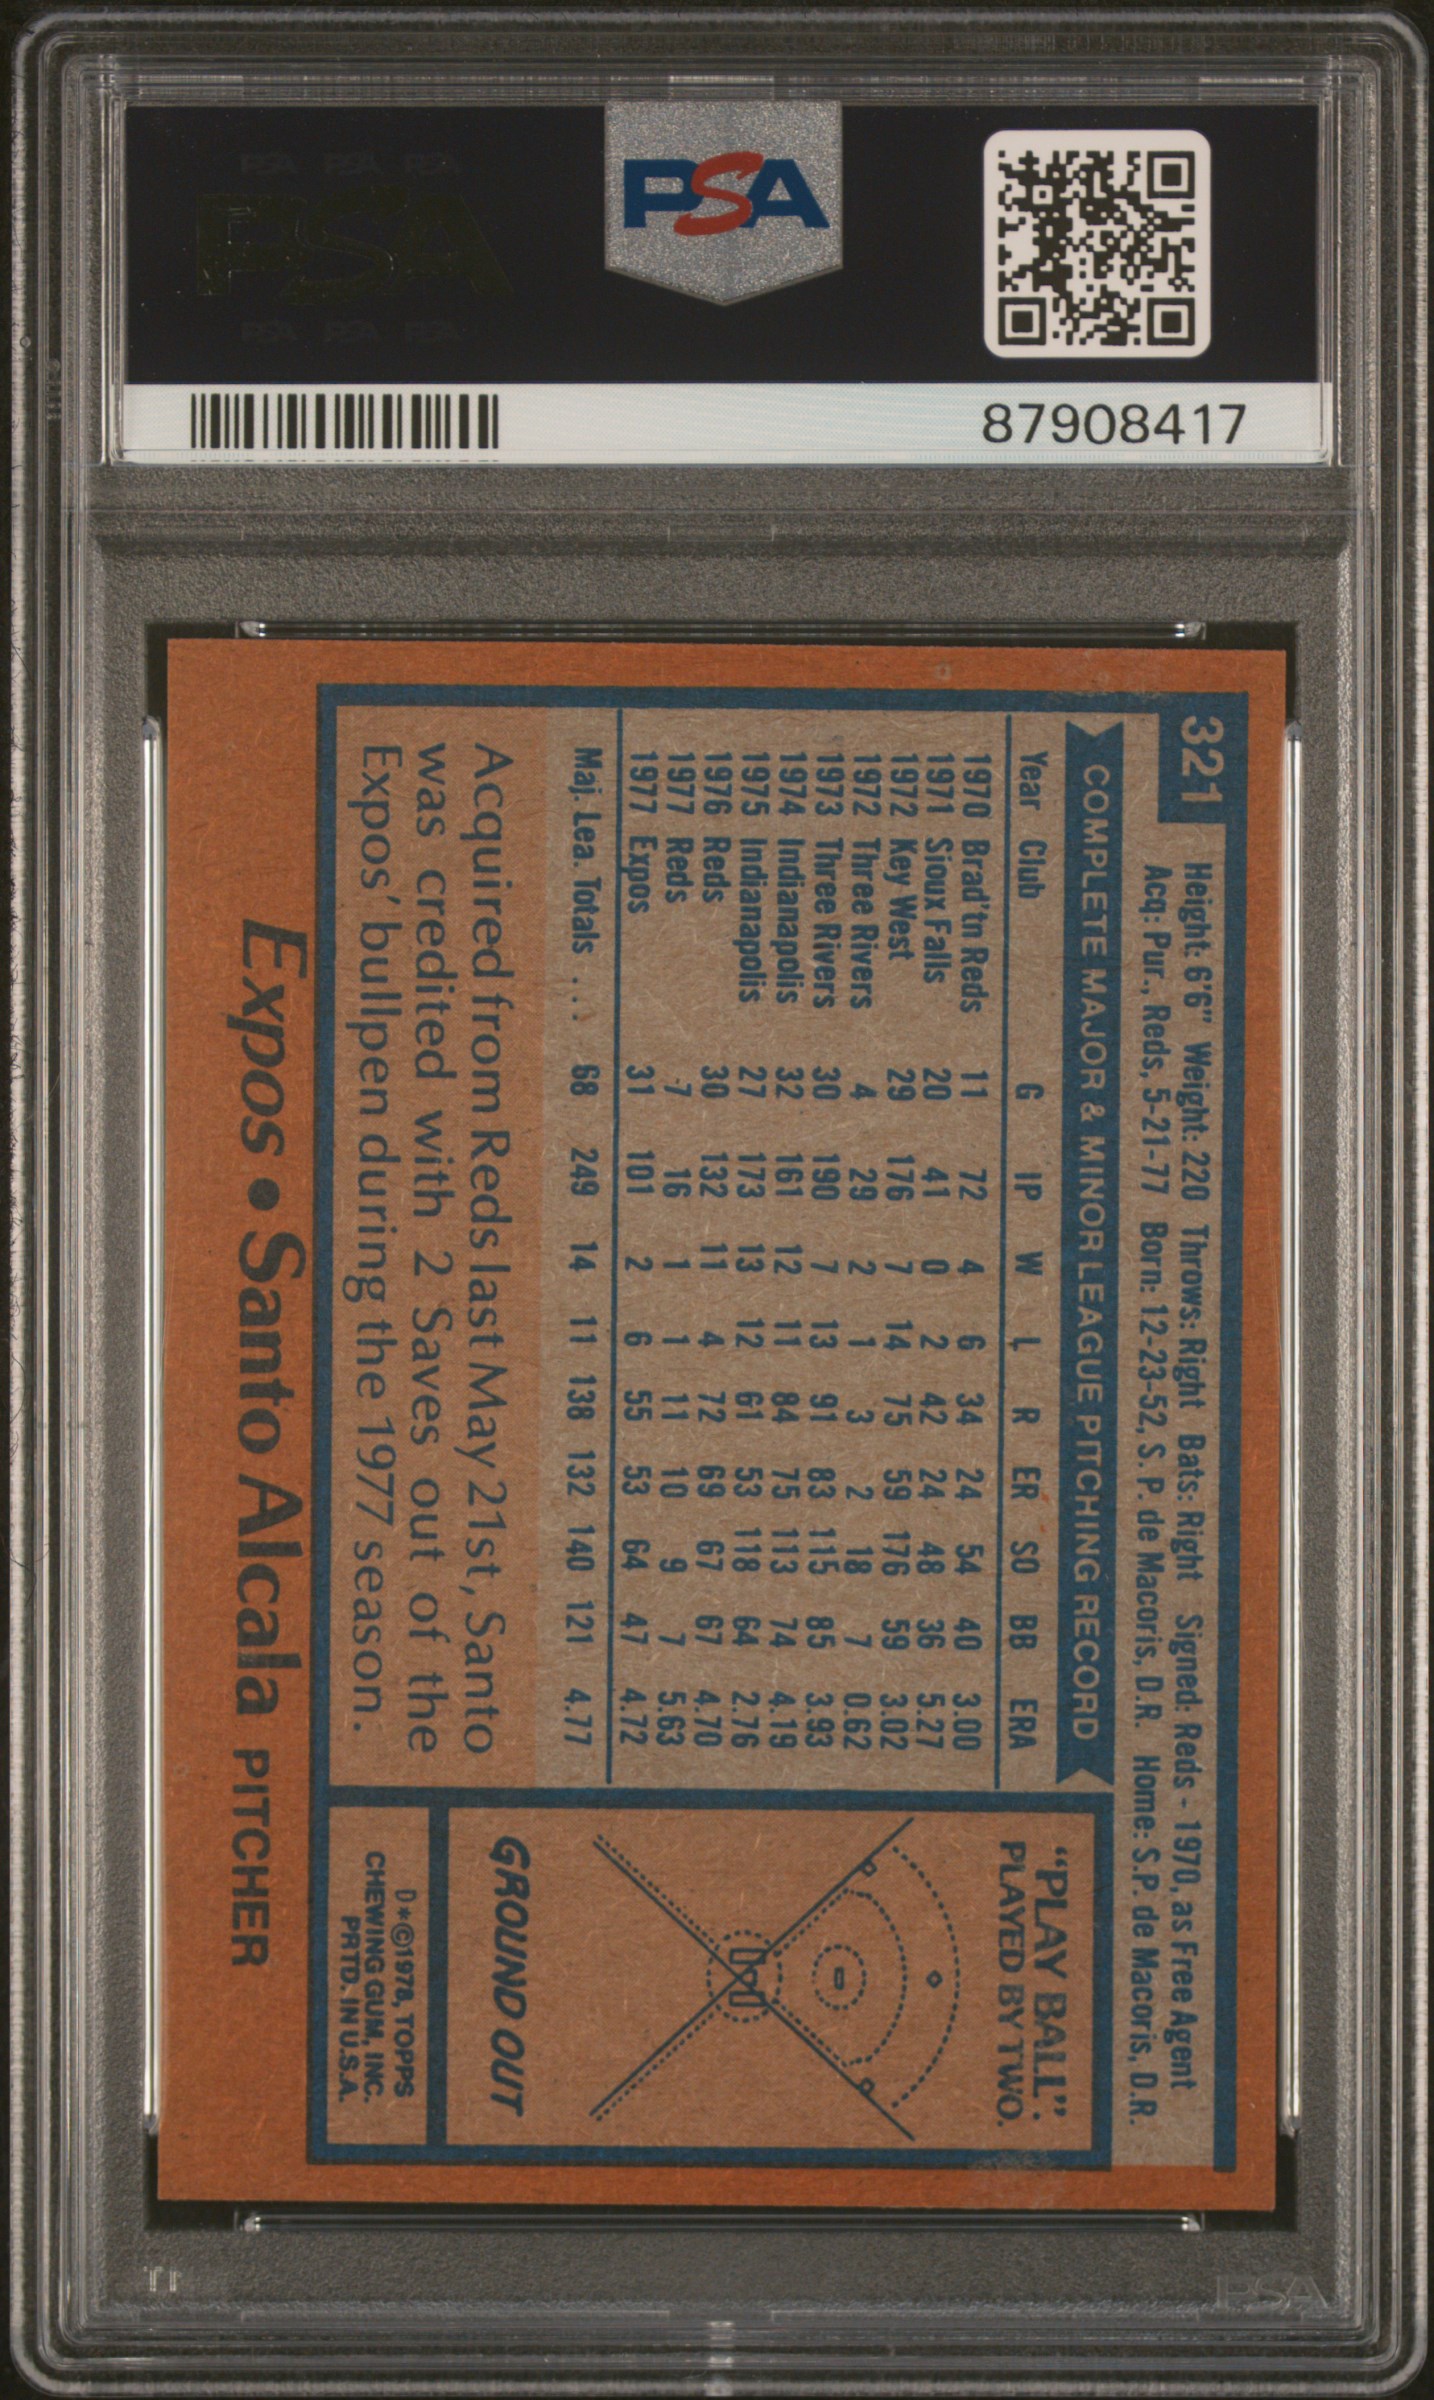 PSA
PSA PSA PSA
PSA
PSA PSA PSA
87908417
321
Height: 6'6" Weight: 220 Throws: Right Bats: Right Signed: Reds - 1970, as Free Agent
Acq: Pur., Reds, 5-21-77 Born: 12-23-52, S. P. de Macoris, D.R. Home: S.P. de Macoris, D.R.
COMPLETE MAJOR & MINOR LEAGUE PITCHING RECORD
Year Club G IP W L R ER SO BB ERA
1970 Brad'tn Reds 11 72 4 6 34 24 54 40 3.00
1971 Sioux Falls 20 41 0 2 42 24 48 36 5.27
1972 Key West 29 176 7 14 75 59 176 59 3.02
1972 Three Rivers 4 29 2 1 3 2 18 7 0.62
1973 Three Rivers 30 190 7 13 91 83 115 85 3.93
1974 Indianapolis 32 161 12 11 84 75 113 74 4.19
1975 Indianapolis 27 173 13 12 61 53 118 64 2.76
1976 Reds 30 132 11 4 72 69 67 67 4.70
1977 Reds 7 16 1 1 11 10 9 7 5.63
1977 Expos 31 101 2 6 55 53 64 47 4.72
Maj. Lea. Totals ... 68 249 14 11 138 132 140 121 4.77
Acquired from Reds last May 21st, Santo
was credited with 2 Saves out of the
Expos' bullpen during the 1977 season.
"PLAY BALL":
PLAYED BY TWO.
GROUND OUT
D*©1978, TOPPS
CHEWING GUM, INC.
PRTD. IN U.S.A.
Expos • Santo Alcala PITCHER
PSA